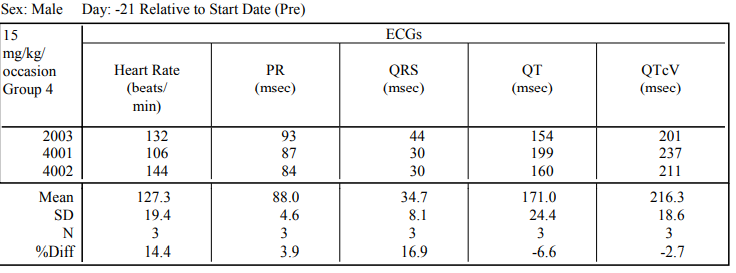 Sex: Male Day: -21 Relative to Start Date (Pre)
15 mg/kg/ occasion Group 4 ECGs
Heart Rate (beats/ min) PR (msec) QRS (msec) QT (msec) QTcV (msec)
2003 132 93 44 154 201
4001 106 87 30 199 237
4002 144 84 30 160 211
Mean 127.3 88.0 34.7 171.0 216.3
SD 19.4 4.6 8.1 24.4 18.6
N 3 3 3 3 3
%Diff 14.4 3.9 16.9 -6.6 -2.7